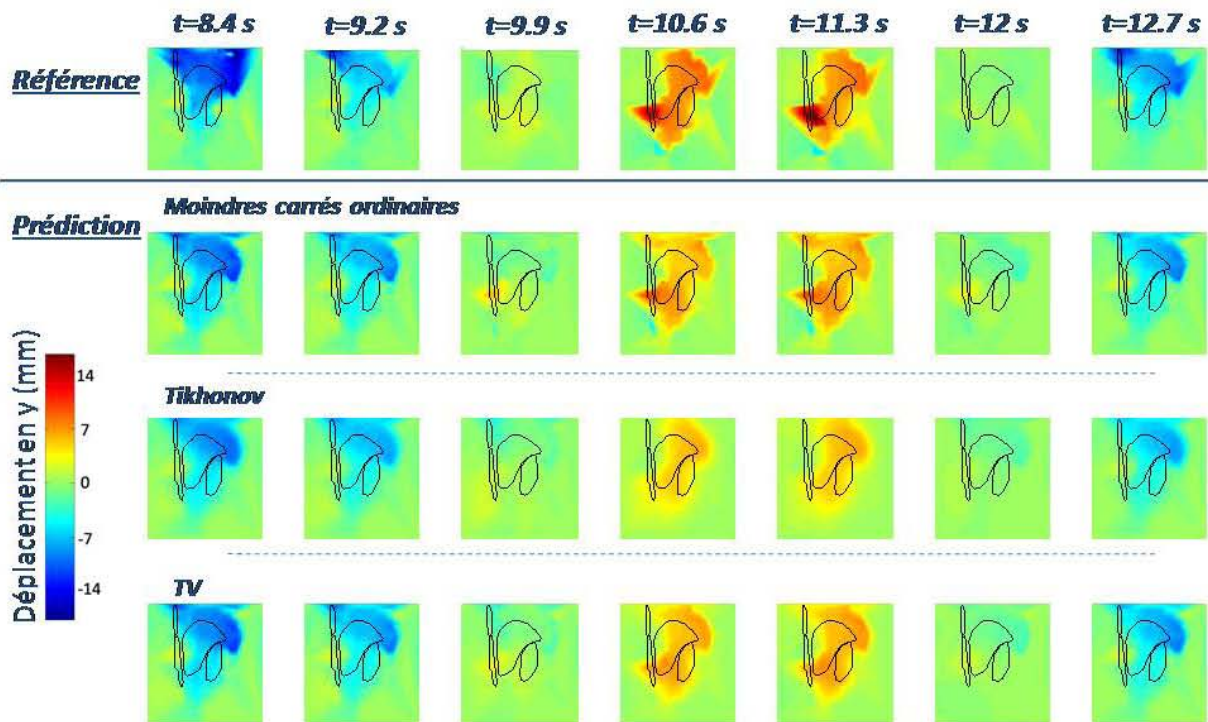 t=8.4 s t=9.2 s t=9.9 s t=10.6 s t=11.3 s t=12 s t=12.7 s
Référence
Moindres carrés ordinaires
Prédiction
Déplacement en y (mm)
14
7
0
-7
-14
Tikhonov
TV